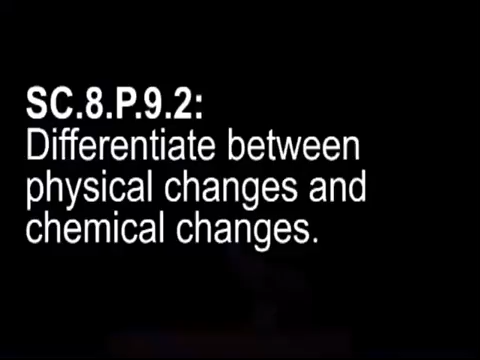 SC.8.P.9.2:
Differentiate between
physical changes and
chemical changes.